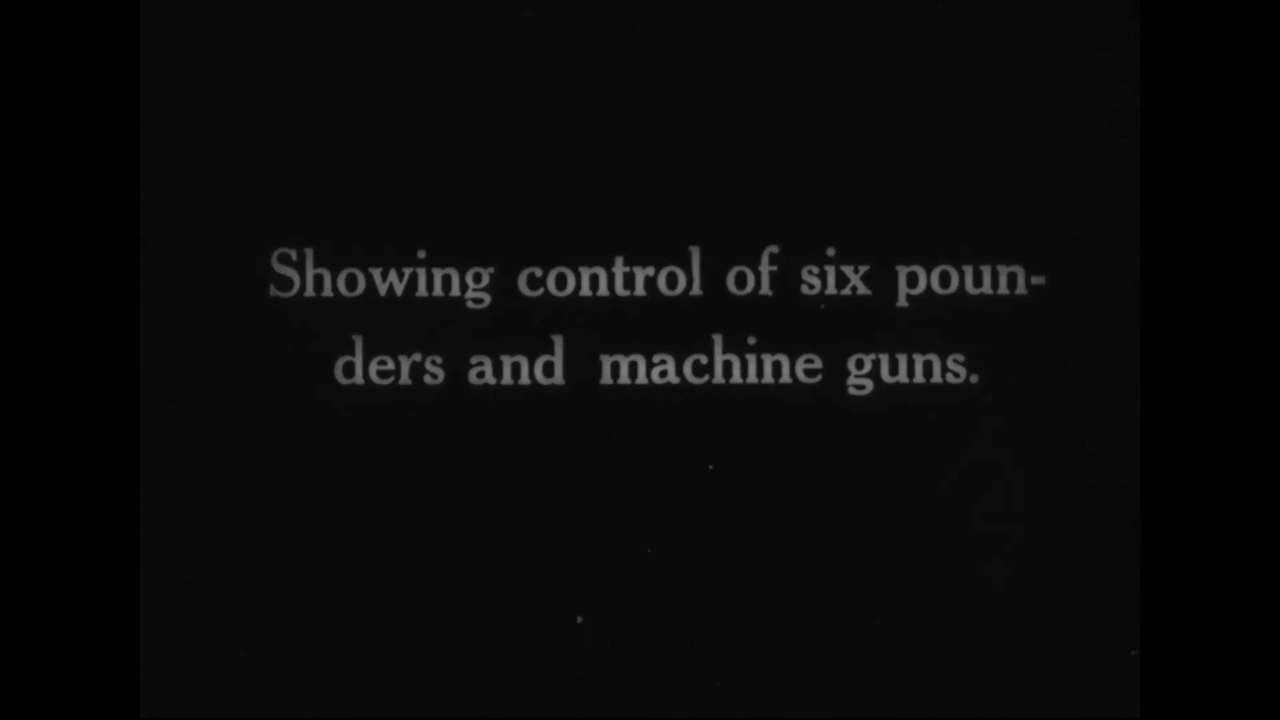 Showing control of six poun-
ders and machine guns.